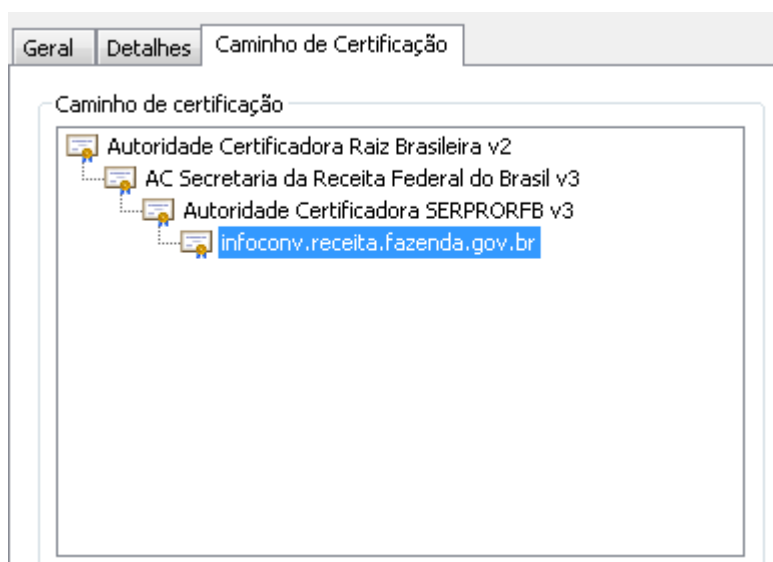 Geral Detalhes Caminho de Certificação
Caminho de certificação
Autoridade Certificadora Raiz Brasileira v2
AC Secretaria da Receita Federal do Brasil v3
Autoridade Certificadora SERPRORFB v3
infoconv.receita.fazenda.gov.br